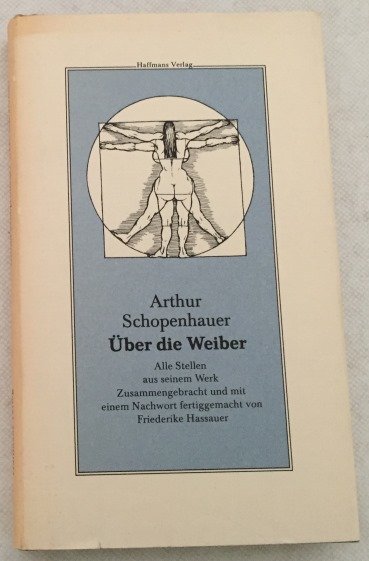 Haffmans Verlag
Arthur
Schopenhauer
Über die Weiber
Alle Stellen
aus seinem Werk
Zusammengebracht und mit
einem Nachwort fertiggemacht von
Friederike Hassauer